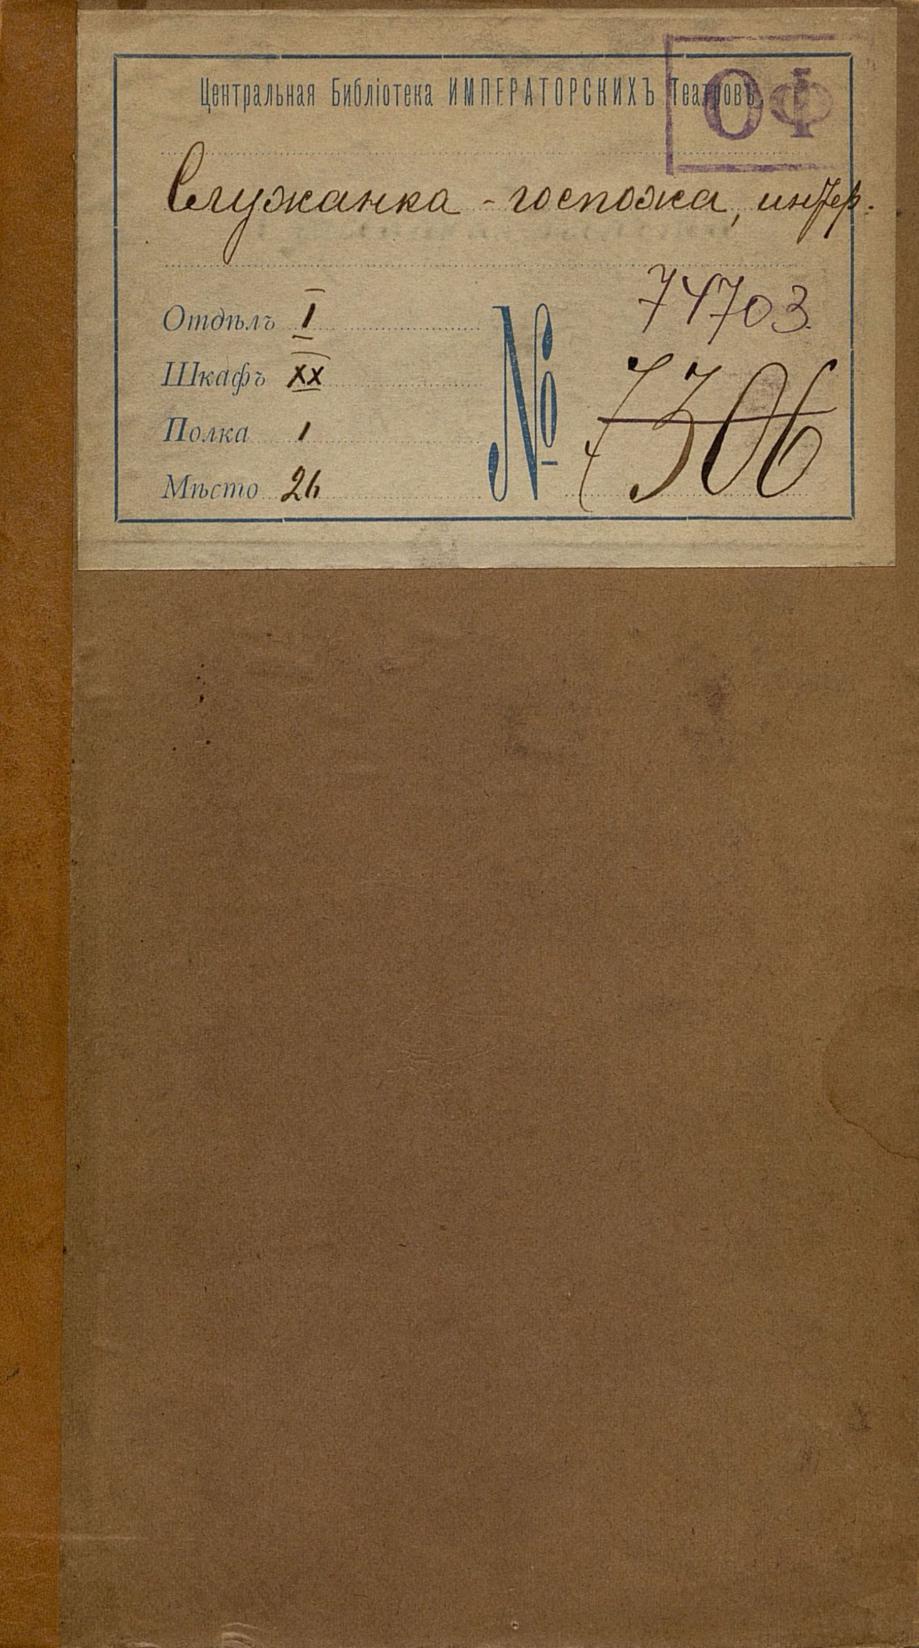 Центральная Библіотека ИМПЕРАТОРСКИХЪ Театровъ.
ОФ
Служанка - госпожа, интер.
74703
Отдѣлъ I
Шкафъ XX
Полка 1
Мѣсто 26
№ 7306